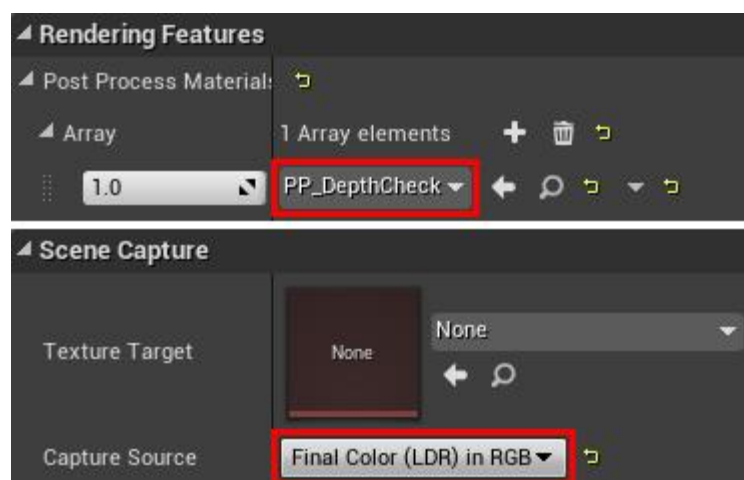 Rendering Features
Post Process Materials
Array 1 Array elements
1.0 PP_DepthCheck
Scene Capture
Texture Target None None
Capture Source Final Color (LDR) in RGB